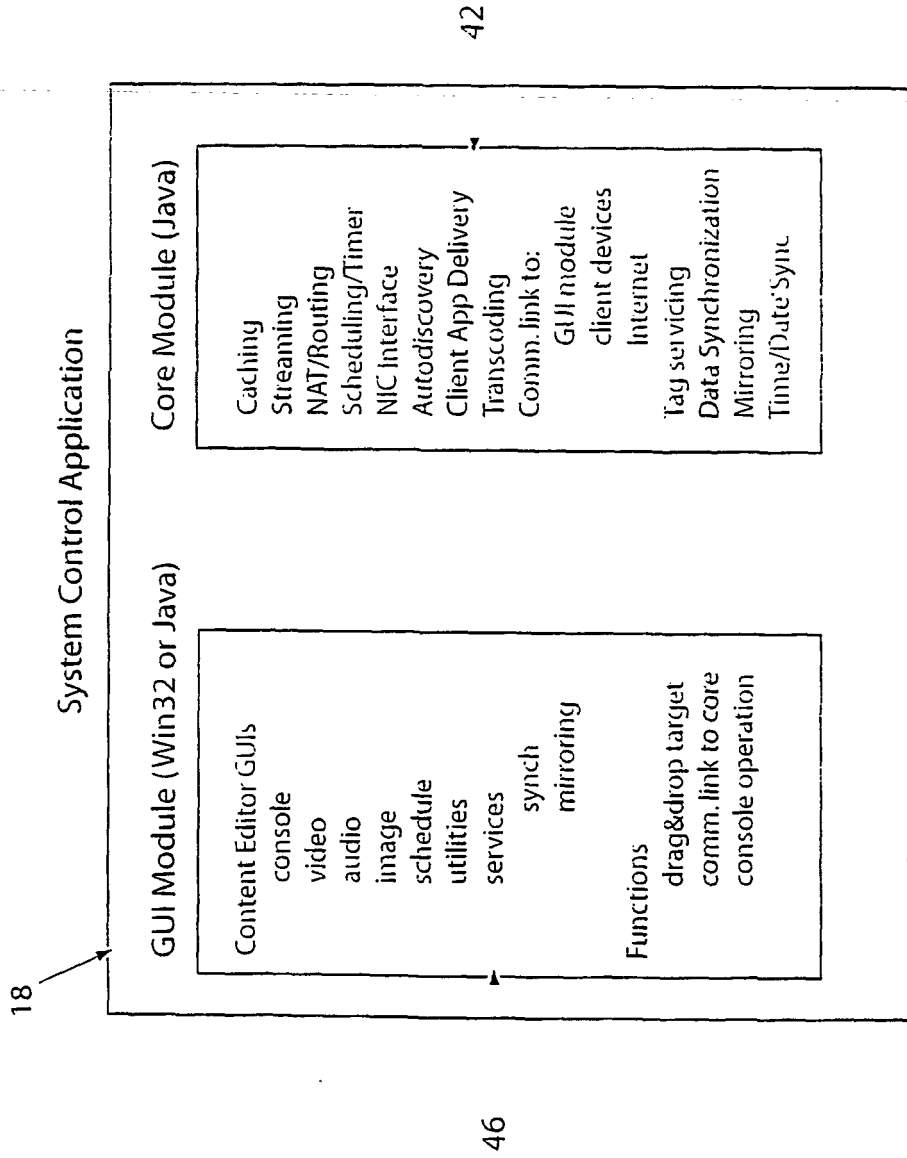 System Control Application
18
GUI Module (Win32 or Java)
Content Editor GUIs
console
video
audio
image
schedule
utilities
services
synch
mirroring
Functions
drag&drop target
comm. link to core
console operation
46
Core Module (Java)
Caching
Streaming
NAT/Routing
Scheduling/Timer
NIC Interface
Autodiscovery
Client App Delivery
Transcoding
Comm. link to:
GUI module
client devices
Internet
Tag servicing
Data Synchronization
Mirroring
Time/Date Sync
42